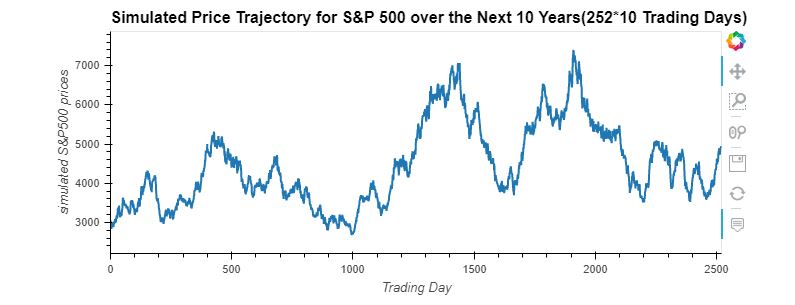 Simulated Price Trajectory for S&P 500 over the Next 10 Years(252*10 Trading Days)
simulated S&P500 prices
7000
6000
5000
4000
3000
0 500 1000 1500 2000 2500
Trading Day